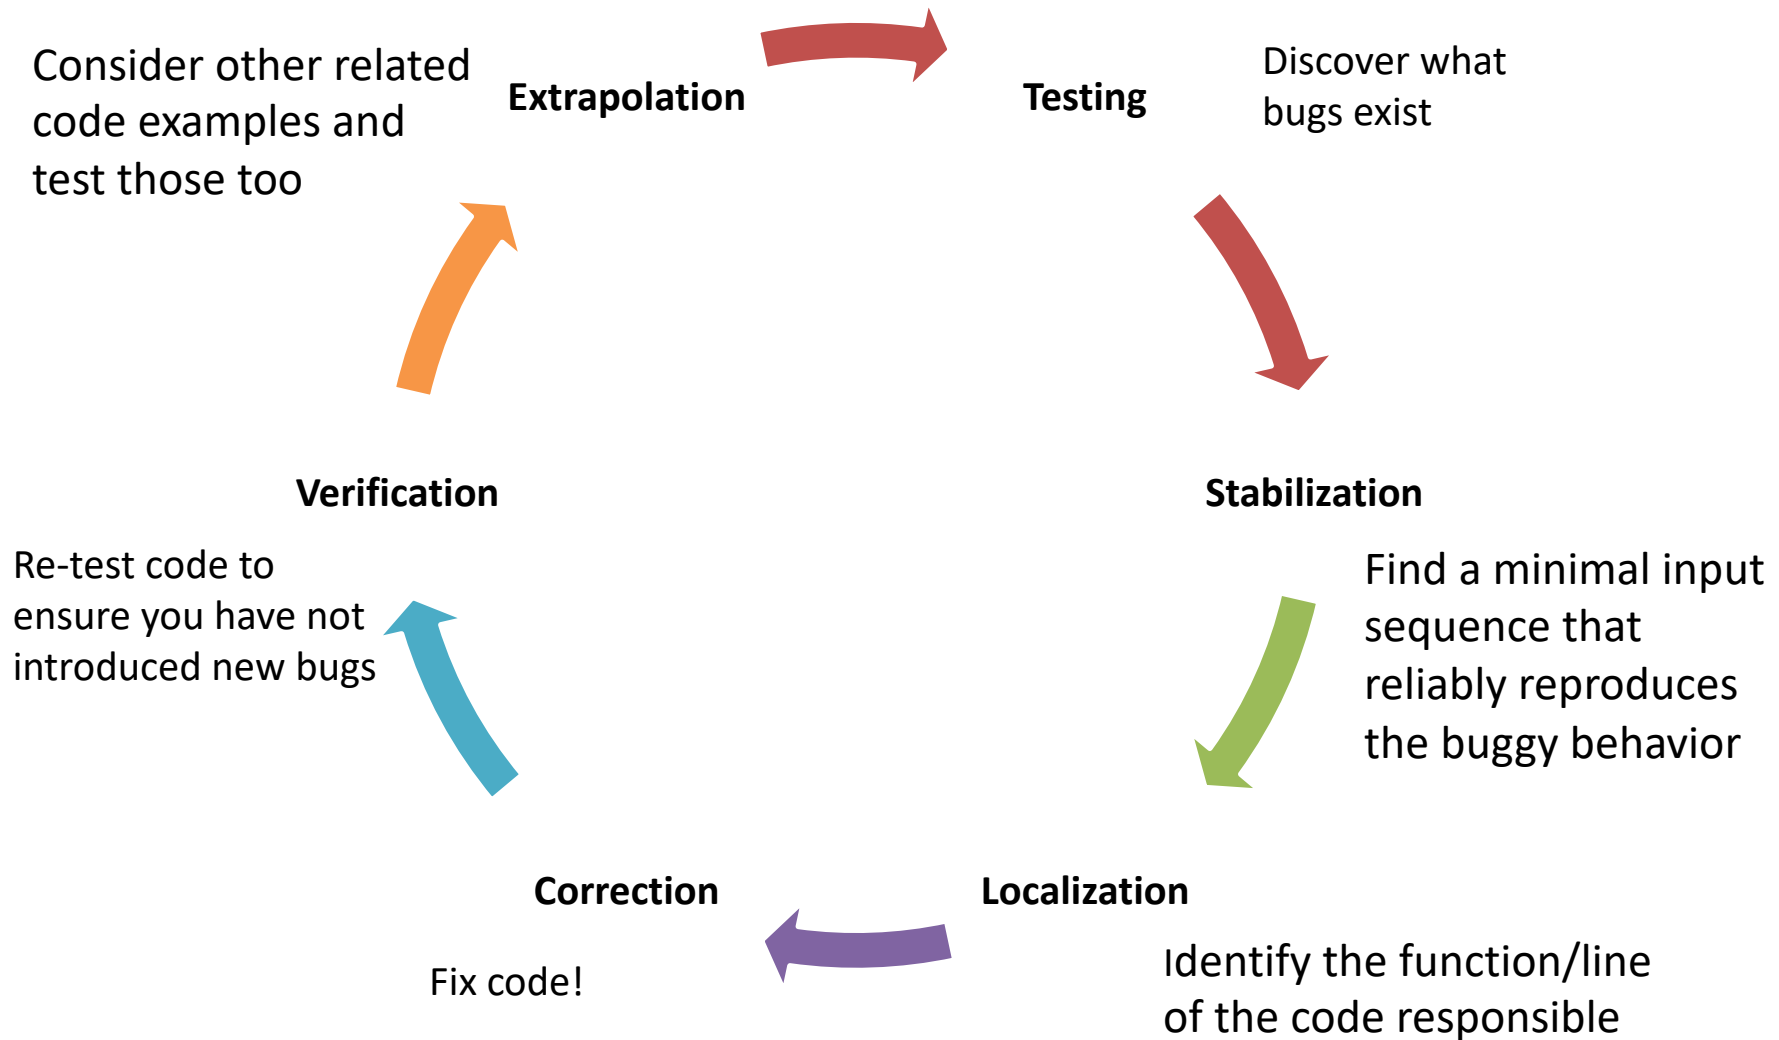 Consider other related
code examples and
test those too
Extrapolation
Testing
Discover what
bugs exist
Stabilization
Find a minimal input
sequence that
reliably reproduces
the buggy behavior
Localization
Identify the function/line
of the code responsible
Correction
Fix code!
Verification
Re-test code to
ensure you have not
introduced new bugs